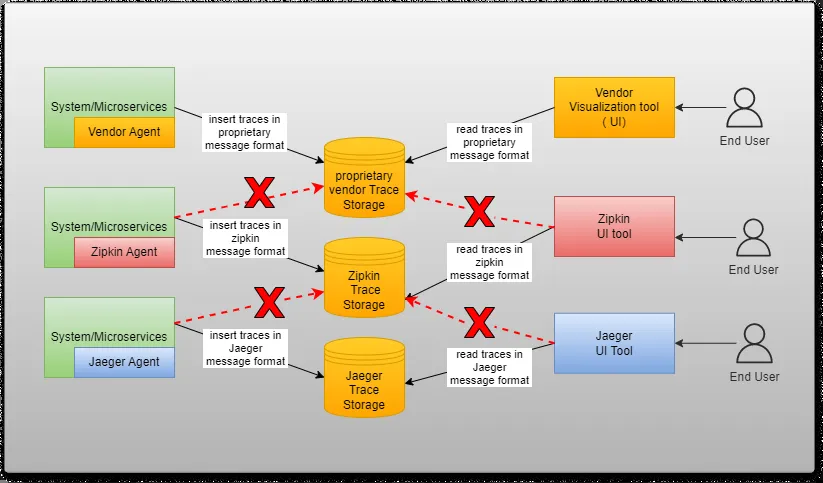 System/Microservices
Vendor Agent
insert traces in
proprietary
message format
proprietary
vendor Trace
Storage
read traces in
proprietary
message format
Vendor
Visualization tool
( UI)
End User
System/Microservices
Zipkin Agent
X
insert traces in
zipkin
message format
Zipkin
Trace
Storage
X
read traces in
zipkin
message format
Zipkin
UI tool
End User
System/Microservices
Jaeger Agent
X
insert traces in
Jaeger
message format
Jaeger
Trace
Storage
X
read traces in
Jaeger
message format
Jaeger
UI Tool
End User